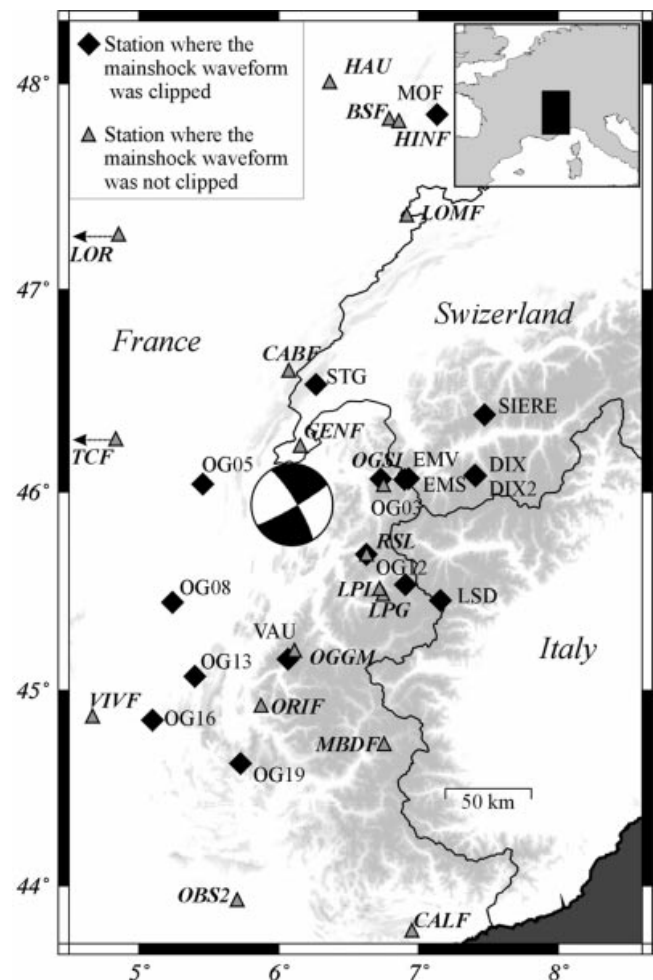 Station where the
mainshock waveform
was clipped
Station where the
mainshock waveform
was not clipped
48°
47°
46°
45°
44°
HAU
MOF
BSF
HINF
LOMF
LOR
Swizerland
France
CABF
STG
SIERE
GENF
TCF
OG05
OGSI
EMV
DIX
EMS
DIX2
OG03
RSL
OG12
OG08
LPI
LSD
LPG
VAU
OGGM
Italy
OG13
VIVF
ORIF
OG16
MBDF
OG19
50 km
OBS2
CALF
5° 6° 7° 8°